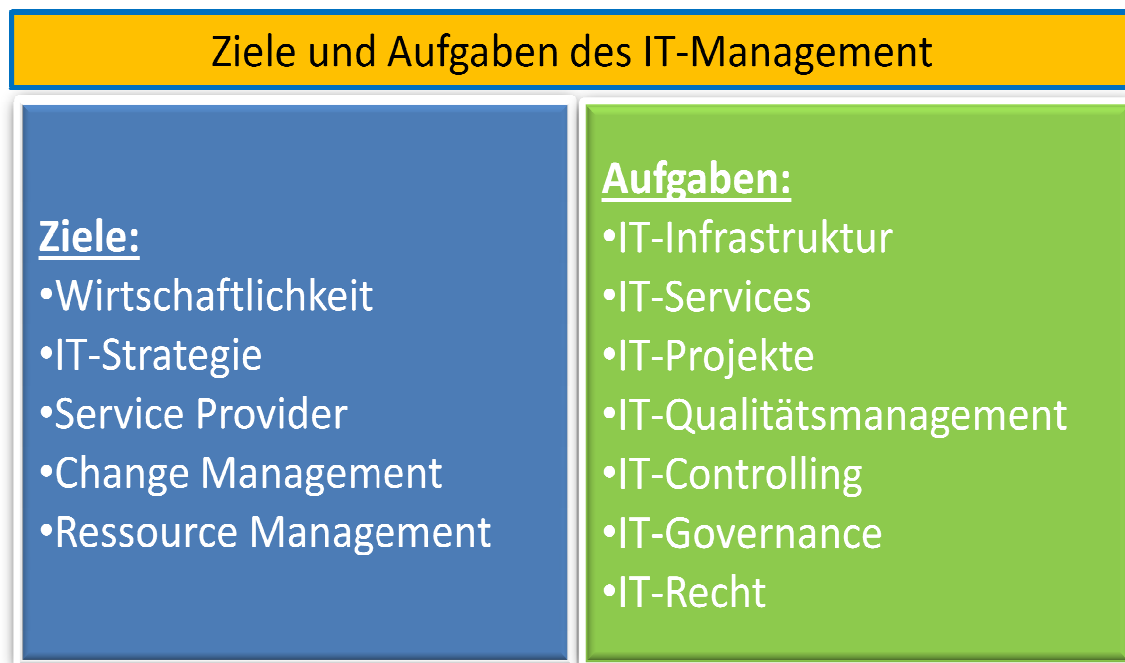 Ziele und Aufgaben des IT-Management
Ziele:
•Wirtschaftlichkeit
•IT-Strategie
•Service Provider
•Change Management
•Ressource Management
Aufgaben:
•IT-Infrastruktur
•IT-Services
•IT-Projekte
•IT-Qualitätsmanagement
•IT-Controlling
•IT-Governance
•IT-Recht